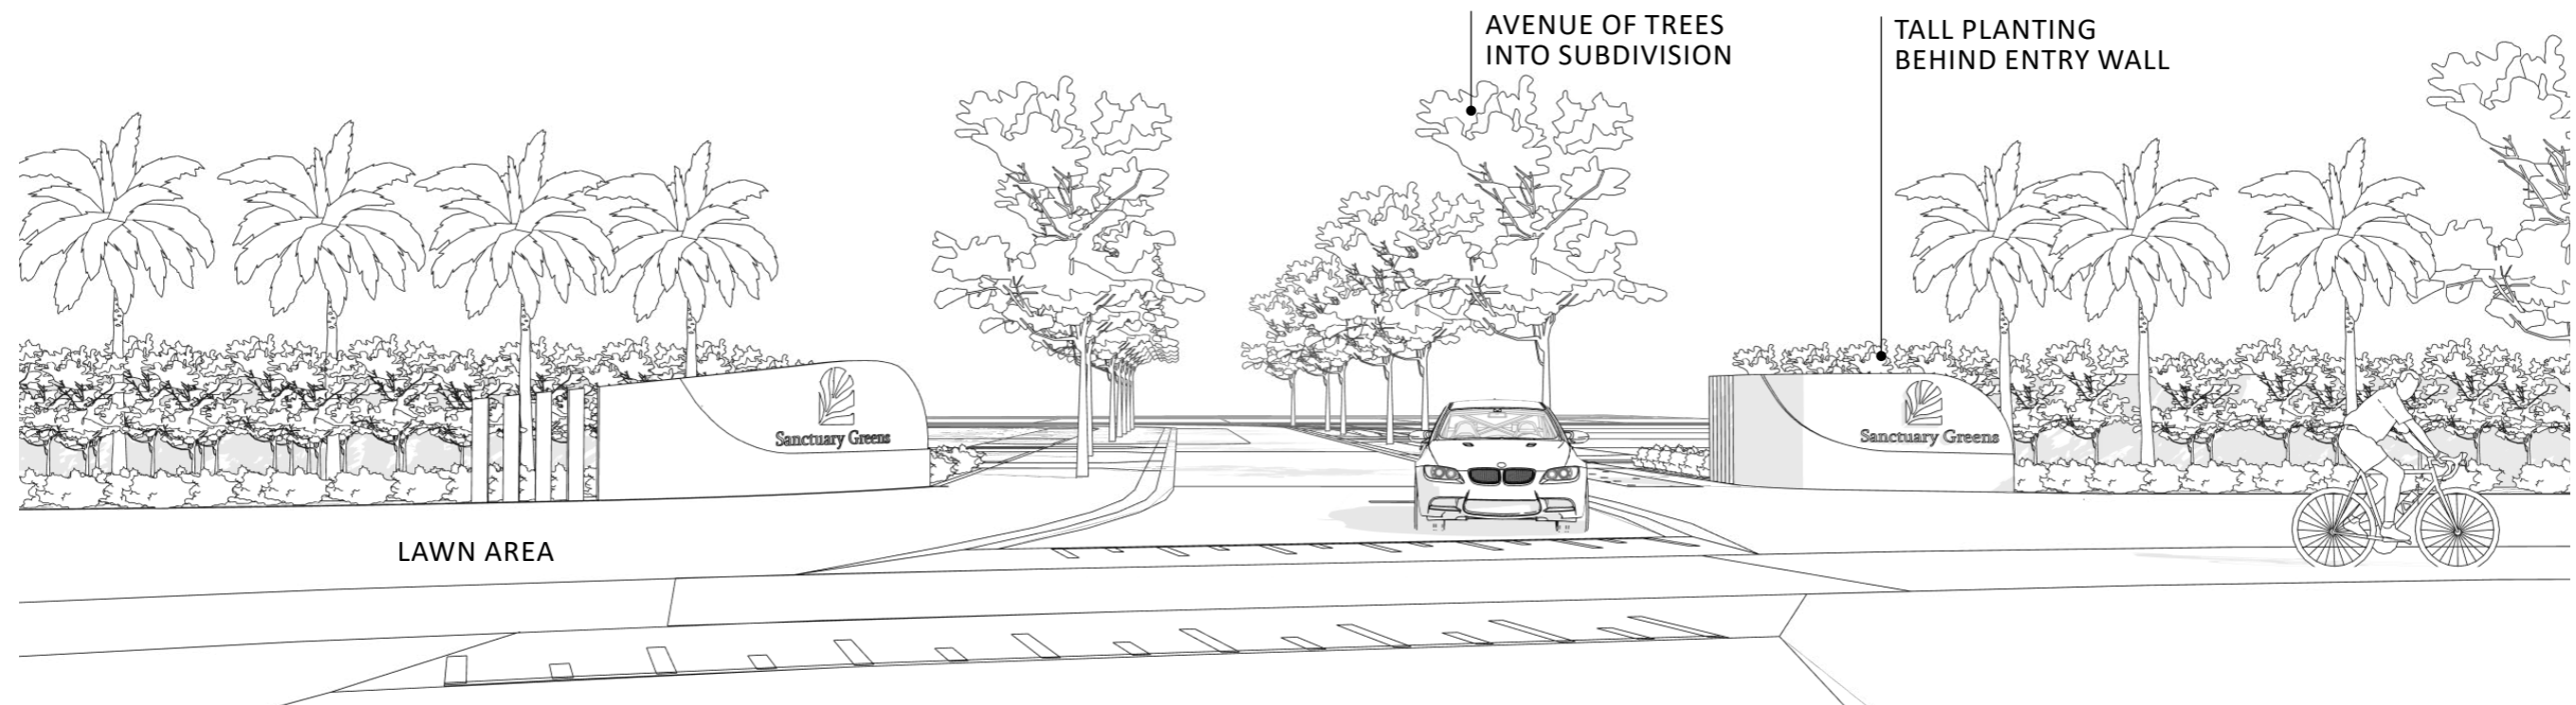 AVENUE OF TREES
INTO SUBDIVISION
TALL PLANTING
BEHIND ENTRY WALL
Sanctuary Greens
Sanctuary Greens
LAWN AREA